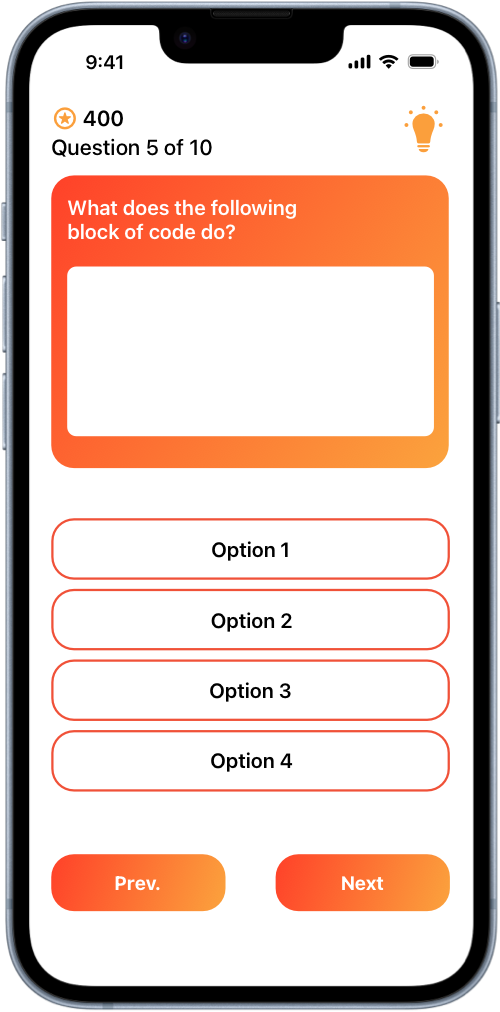 9:41
400
Question 5 of 10
What does the following
block of code do?
Option 1
Option 2
Option 3
Option 4
Prev.
Next